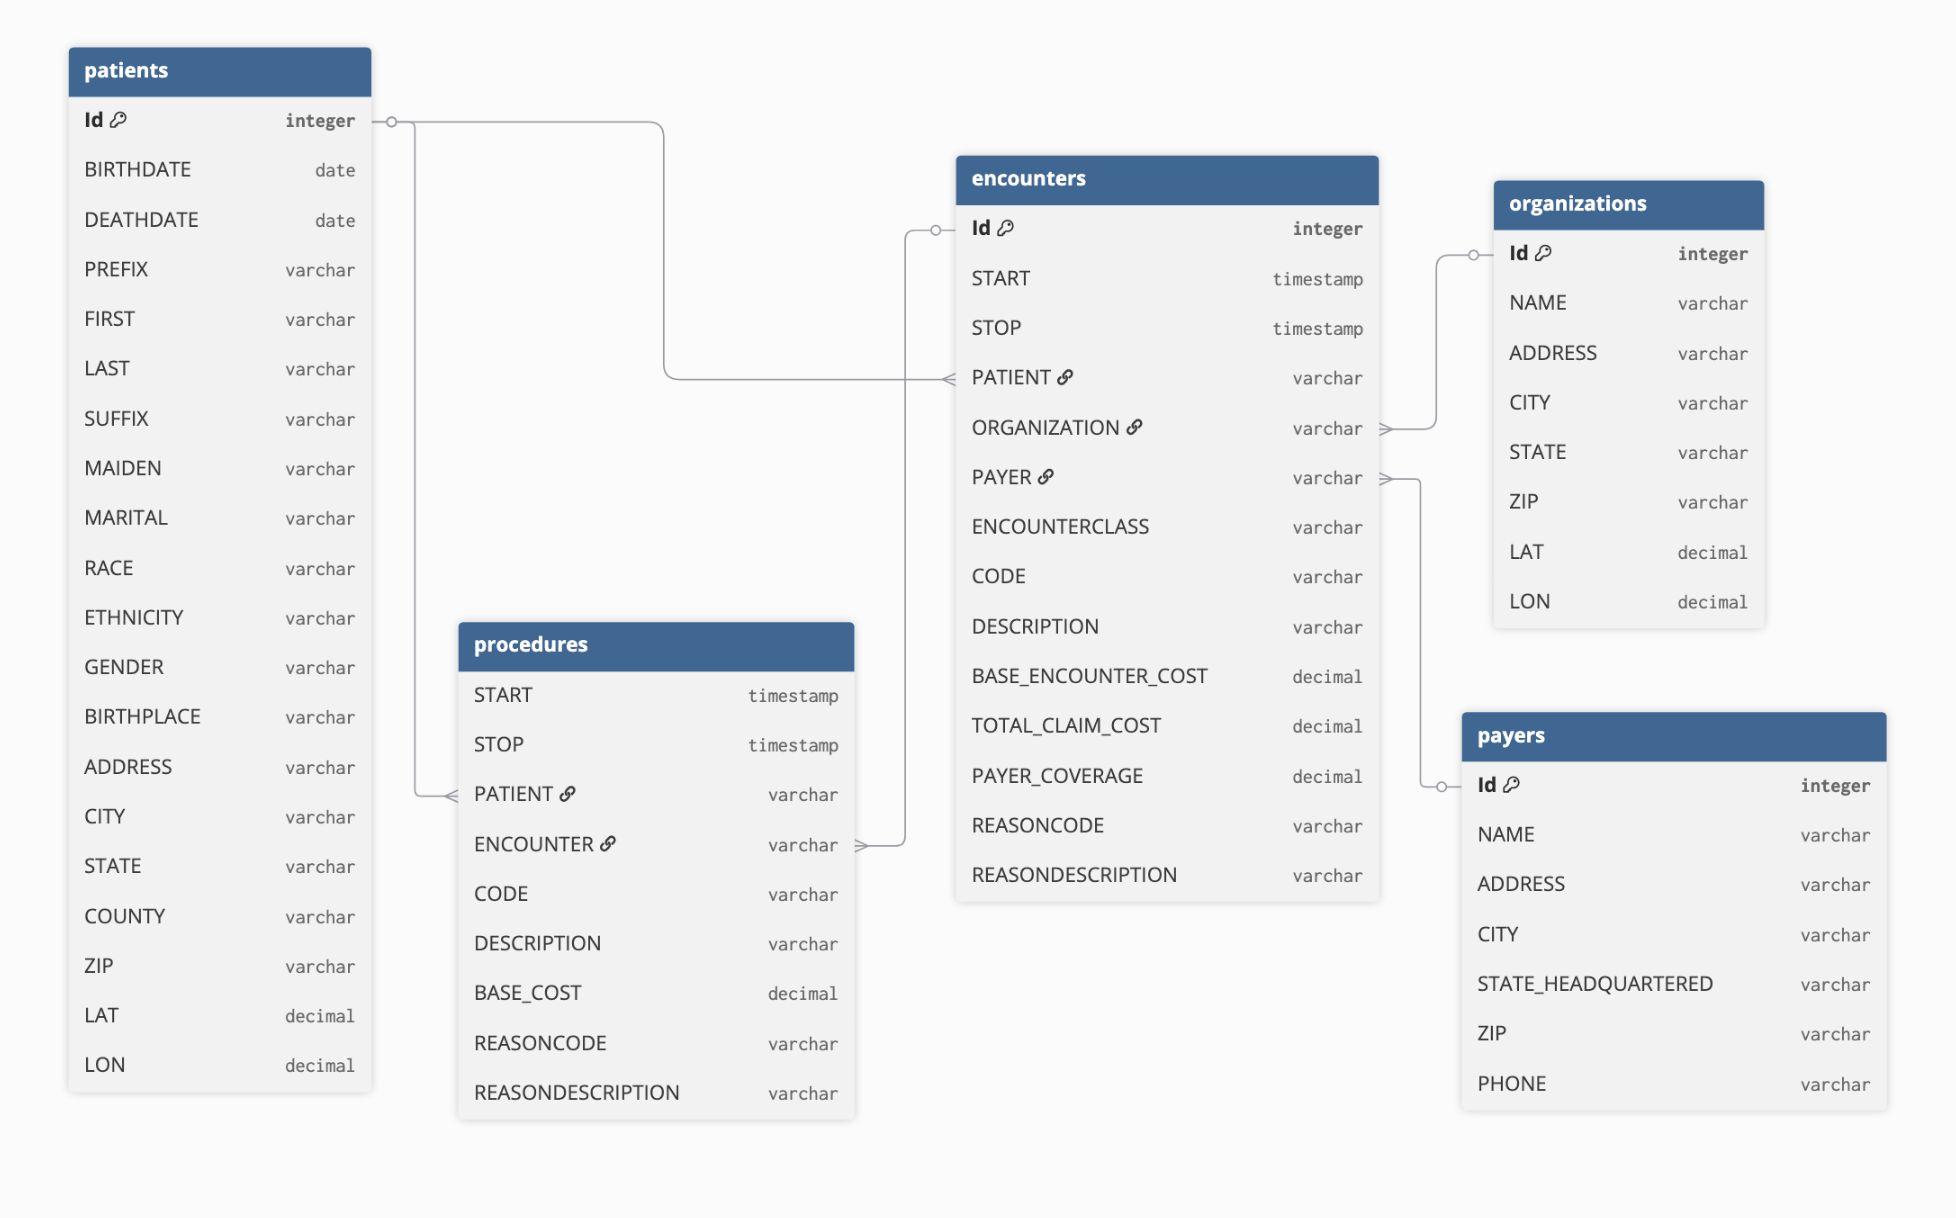 patients
Id integer
BIRTHDATE date
DEATHDATE date
PREFIX varchar
FIRST varchar
LAST varchar
SUFFIX varchar
MAIDEN varchar
MARITAL varchar
RACE varchar
ETHNICITY varchar
GENDER varchar
BIRTHPLACE varchar
ADDRESS varchar
CITY varchar
STATE varchar
COUNTY varchar
ZIP varchar
LAT decimal
LON decimal
procedures
START timestamp
STOP timestamp
PATIENT varchar
ENCOUNTER varchar
CODE varchar
DESCRIPTION varchar
BASE_COST decimal
REASONCODE varchar
REASONDESCRIPTION varchar
encounters
Id integer
START timestamp
STOP timestamp
PATIENT varchar
ORGANIZATION varchar
PAYER varchar
ENCOUNTERCLASS varchar
CODE varchar
DESCRIPTION varchar
BASE_ENCOUNTER_COST decimal
TOTAL_CLAIM_COST decimal
PAYER_COVERAGE decimal
REASONCODE varchar
REASONDESCRIPTION varchar
organizations
Id integer
NAME varchar
ADDRESS varchar
CITY varchar
STATE varchar
ZIP varchar
LAT decimal
LON decimal
payers
Id integer
NAME varchar
ADDRESS varchar
CITY varchar
STATE_HEADQUARTERED varchar
ZIP varchar
PHONE varchar